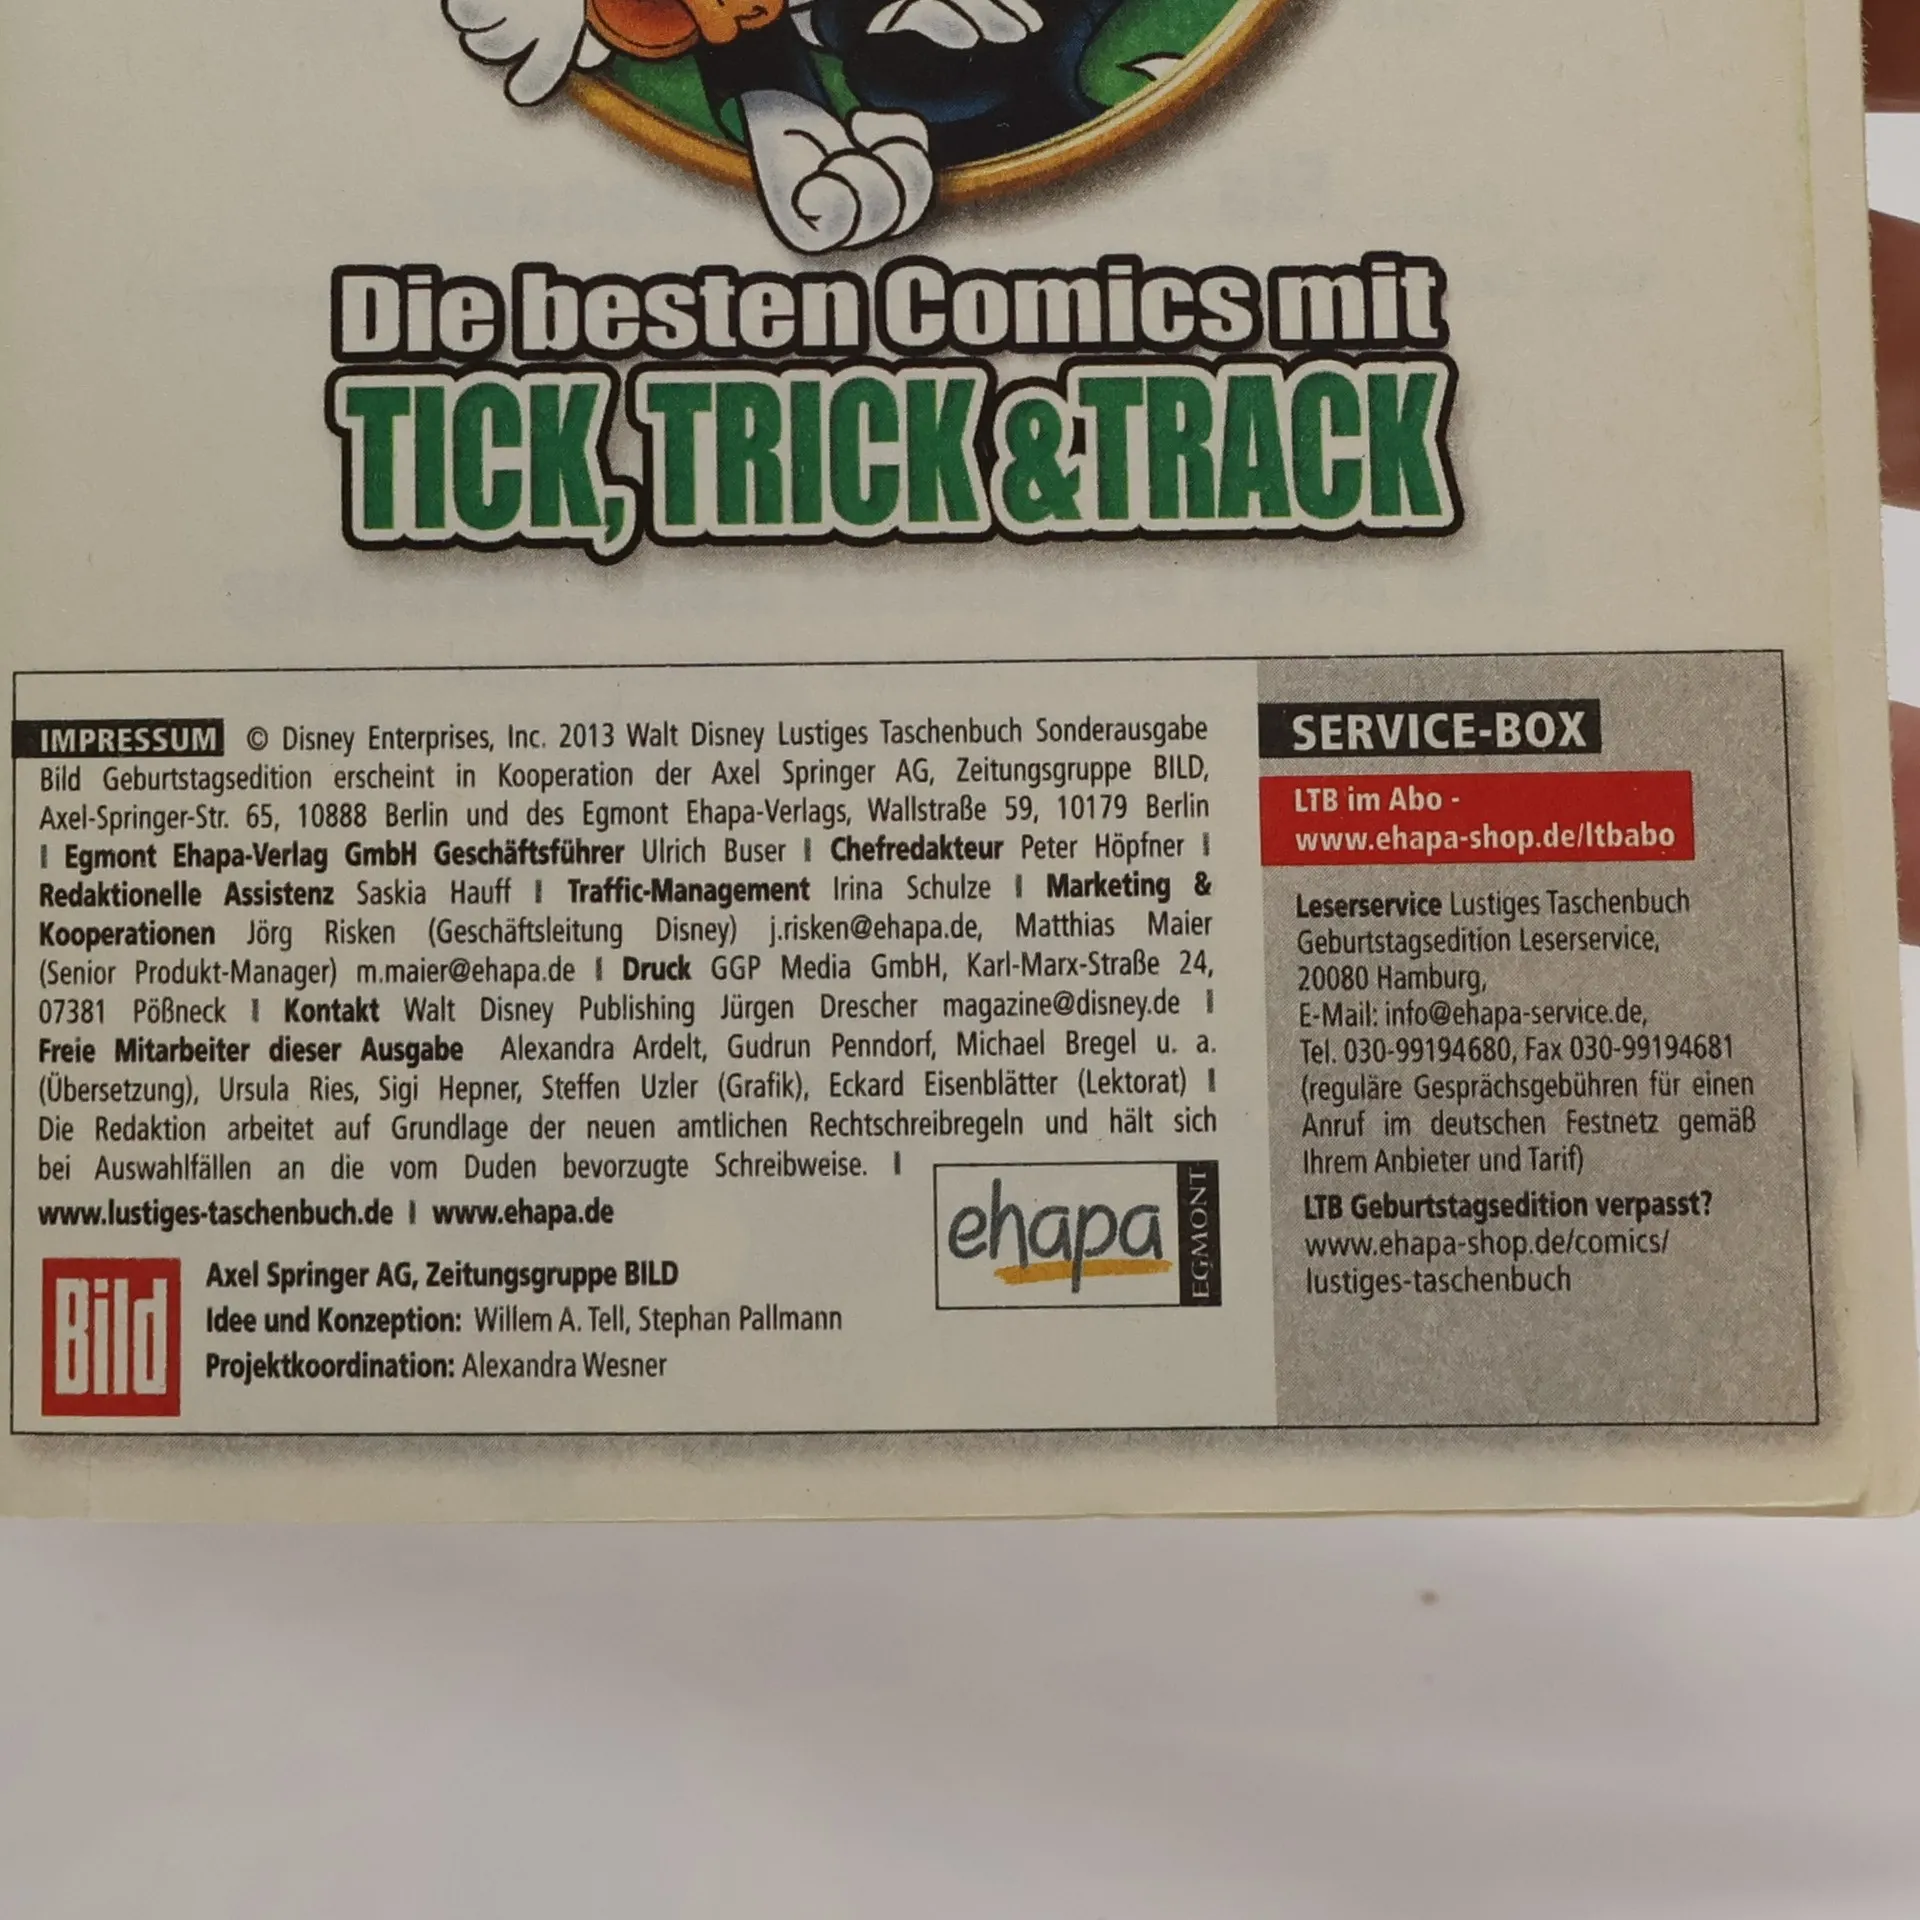 Die besten Comics mit
TICK, TRICK & TRACK
IMPRESSUM © Disney Enterprises, Inc. 2013 Walt Disney Lustiges Taschenbuch Sonderausgabe
Bild Geburtstagsedition erscheint in Kooperation der Axel Springer AG, Zeitungsgruppe BILD,
Axel-Springer-Str. 65, 10888 Berlin und des Egmont Ehapa-Verlags, Wallstraße 59, 10179 Berlin
I Egmont Ehapa-Verlag GmbH Geschäftsführer Ulrich Buser I Chefredakteur Peter Höpfner I
Redaktionelle Assistenz Saskia Hauff I Traffic-Management Irina Schulze I Marketing &
Kooperationen Jörg Risken (Geschäftsleitung Disney) j.risken@ehapa.de, Matthias Maier
(Senior Produkt-Manager) m.maier@ehapa.de I Druck GGP Media GmbH, Karl-Marx-Straße 24,
07381 Pößneck I Kontakt Walt Disney Publishing Jürgen Drescher magazine@disney.de I
Freie Mitarbeiter dieser Ausgabe Alexandra Ardelt, Gudrun Penndorf, Michael Bregel u. a.
(Übersetzung), Ursula Ries, Sigi Hepner, Steffen Uzler (Grafik), Eckard Eisenblätter (Lektorat) I
Die Redaktion arbeitet auf Grundlage der neuen amtlichen Rechtschreibregeln und hält sich
bei Auswahlfällen an die vom Duden bevorzugte Schreibweise. I
www.lustiges-taschenbuch.de I www.ehapa.de
Bild
Axel Springer AG, Zeitungsgruppe BILD
Idee und Konzeption: Willem A. Tell, Stephan Pallmann
Projektkoordination: Alexandra Wesner
ehapa
EGMONT
SERVICE-BOX
LTB im Abo -
www.ehapa-shop.de/ltbabo
Leserservice Lustiges Taschenbuch
Geburtstagsedition Leserservice,
20080 Hamburg,
E-Mail: info@ehapa-service.de,
Tel. 030-99194680, Fax 030-99194681
(reguläre Gesprächsgebühren für einen
Anruf im deutschen Festnetz gemäß
Ihrem Anbieter und Tarif)
LTB Geburtstagsedition verpasst?
www.ehapa-shop.de/comics/
lustiges-taschenbuch